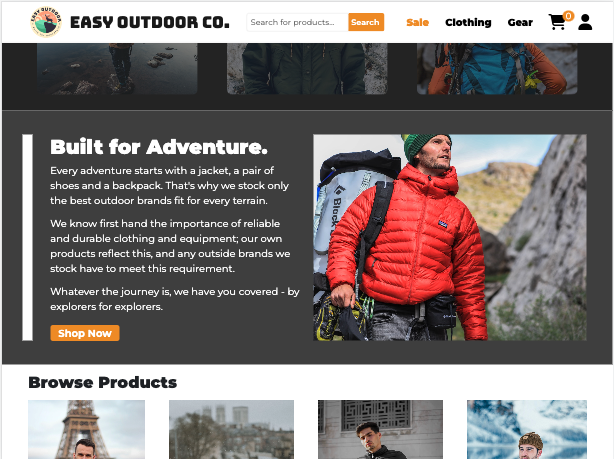 EASY OUTDOOR
EASY OUTDOOR CO.
Search for products...
Search
Sale
Clothing
Gear
0
Built for Adventure.
Every adventure starts with a jacket, a pair of
shoes and a backpack. That's why we stock only
the best outdoor brands fit for every terrain.
We know first hand the importance of reliable
and durable clothing and equipment; our own
products reflect this, and any outside brands we
stock have to meet this requirement.
Whatever the journey is, we have you covered - by
explorers for explorers.
Shop Now
Black
Browse Products